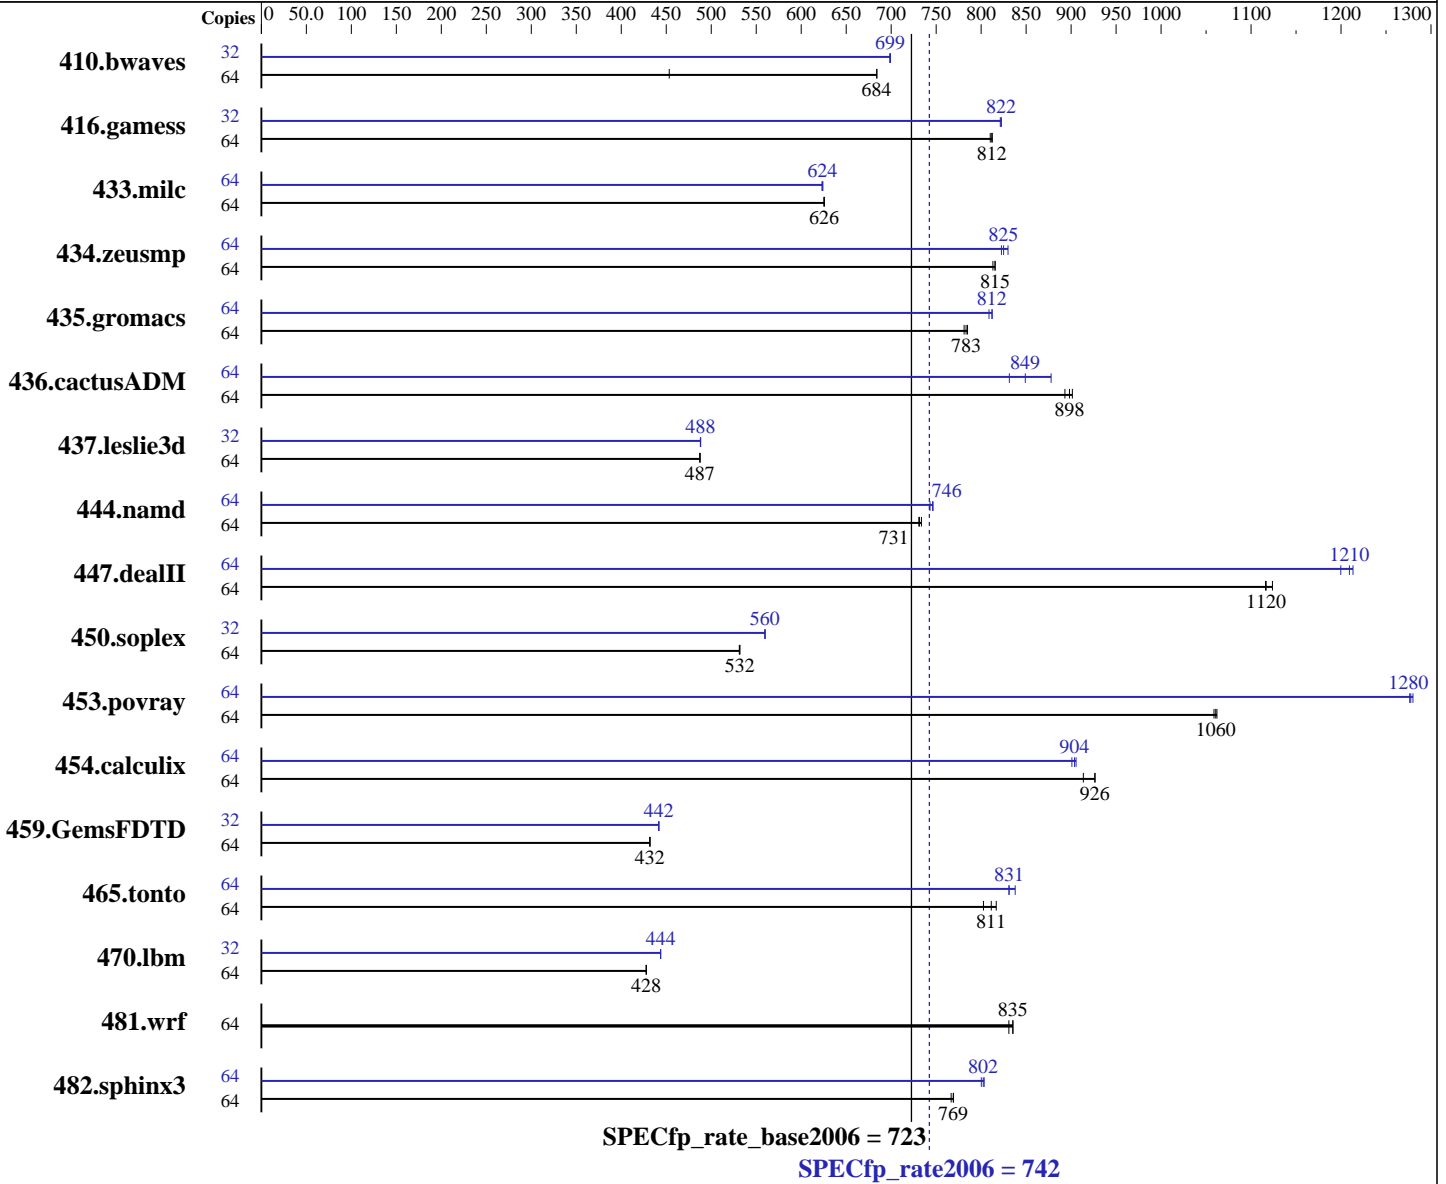 Copies 0 50.0 100 150 200 250 300 350 400 450 500 550 600 650 700 750 800 850 900 950 1000 1100 1200 1300
410.bwaves 32 699
64 684
416.gamess 32 822
64 812
433.milc 64 624
64 626
434.zeusmp 64 825
64 815
435.gromacs 64 812
64 783
436.cactusADM 64 849
64 898
437.leslie3d 32 488
64 487
444.namd 64 746
64 731
447.dealII 64 1210
64 1120
450.soplex 32 560
64 532
453.povray 64 1280
64 1060
454.calculix 64 904
64 926
459.GemsFDTD 32 442
64 432
465.tonto 64 831
64 811
470.lbm 32 444
64 428
481.wrf 64 835
482.sphinx3 64 802
64 769
SPECfp_rate_base2006 = 723
SPECfp_rate2006 = 742